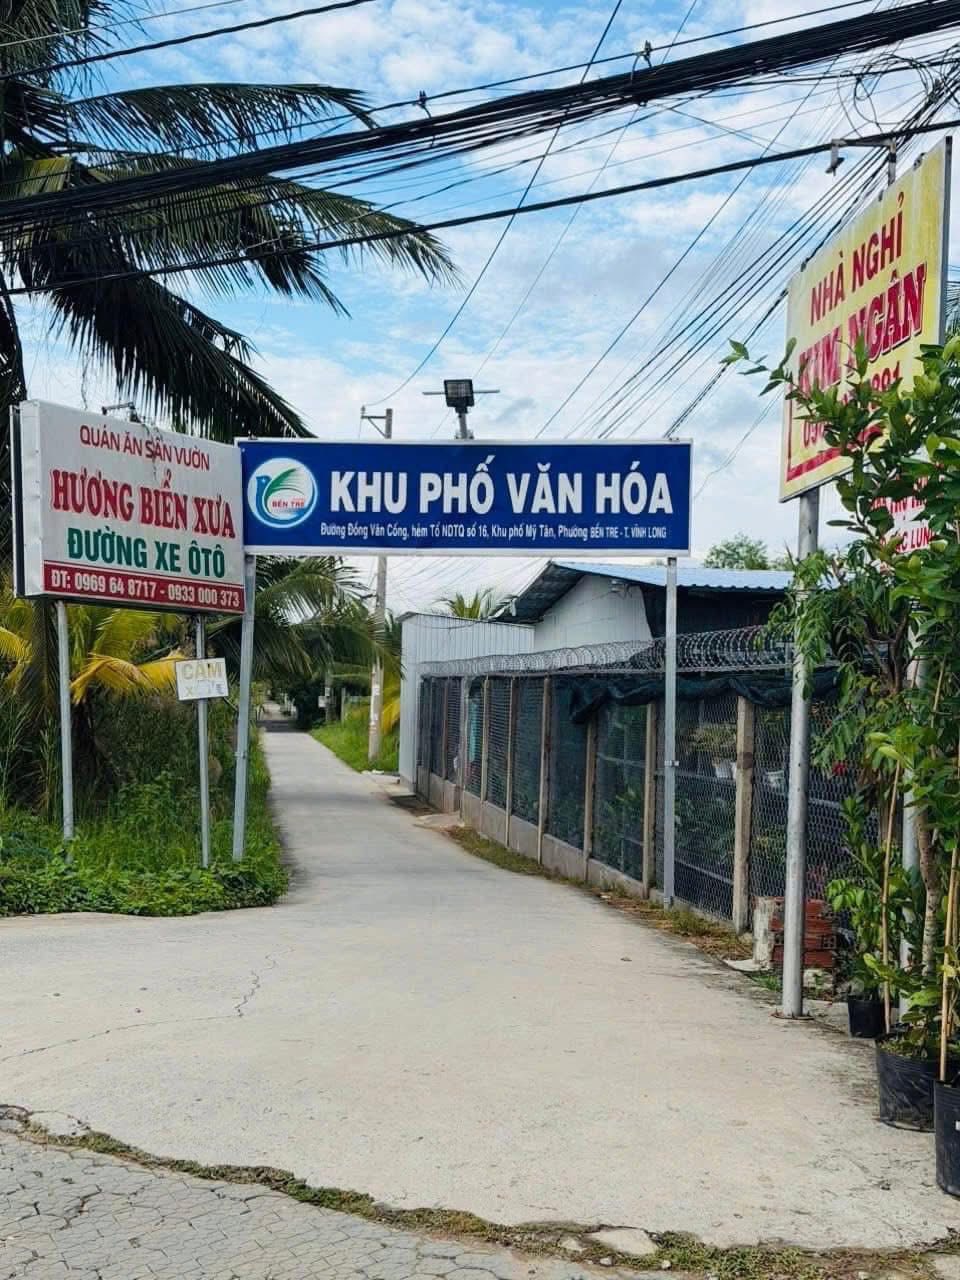 QUÁN ĂN SÂN VƯỜN
HƯƠNG BIỂN XƯA
ĐƯỜNG XE ÔTÔ
ĐT: 0969 64 8717 - 0933 000 373
CẤM
BẾN TRE
KHU PHỐ VĂN HÓA
Đường Đồng Văn Cống, hẻm Tổ NDTQ số 16, Khu phố Mỹ Tân, Phường BẾN TRE - T. VĨNH LONG
NHÀ NGHỈ
KIM NGÂN